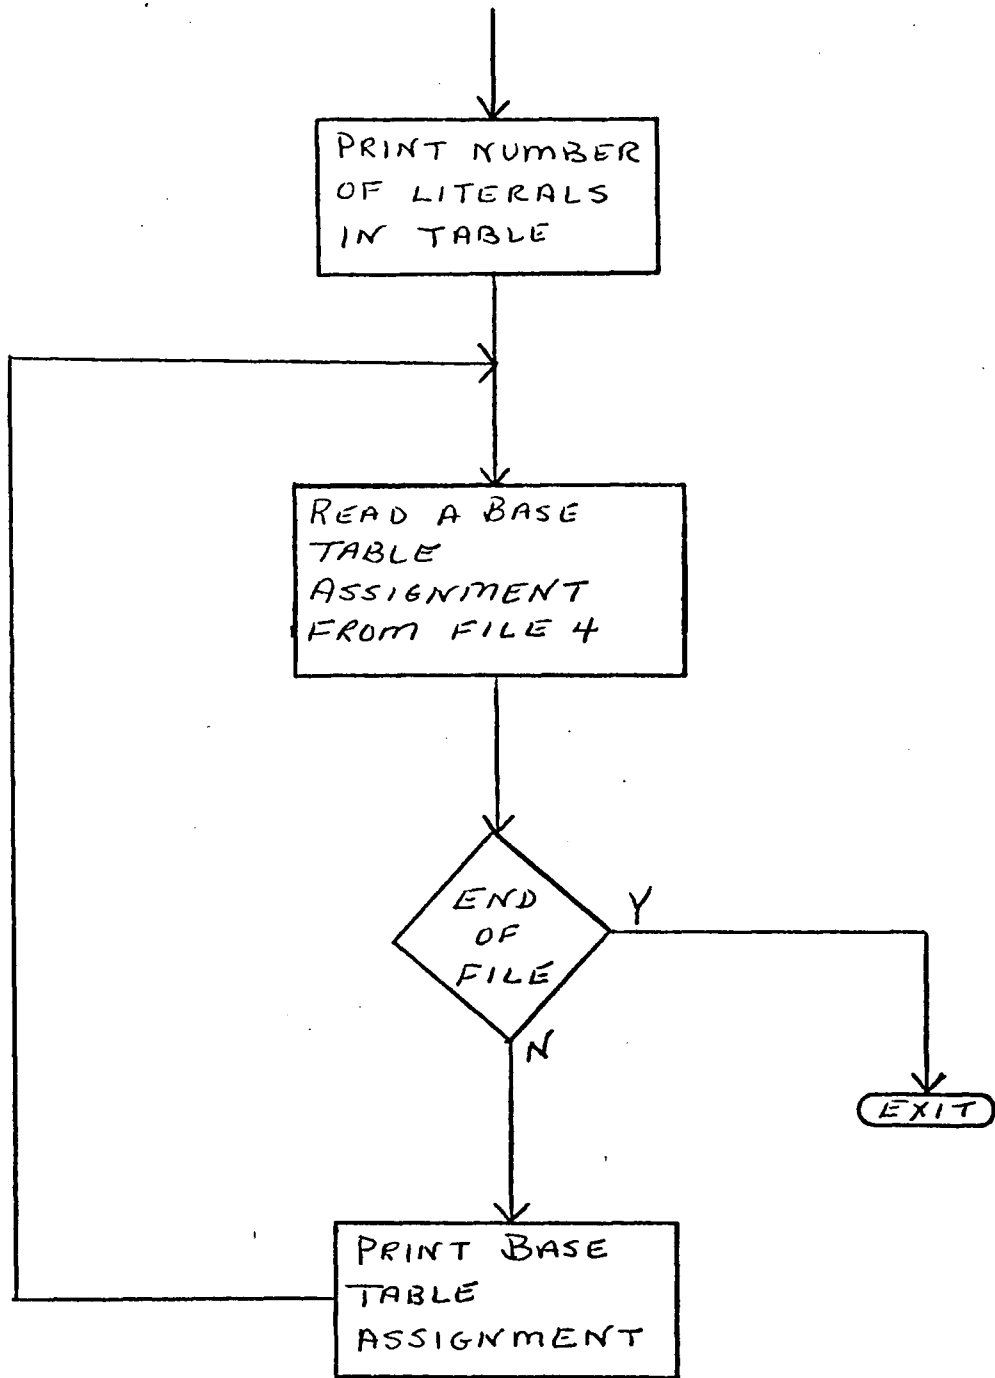 PRINT NUMBER
OF LITERALS
IN TABLE
READ A BASE
TABLE
ASSIGNMENT
FROM FILE 4
END
OF
FILE
Y
N
EXIT
PRINT BASE
TABLE
ASSIGNMENT